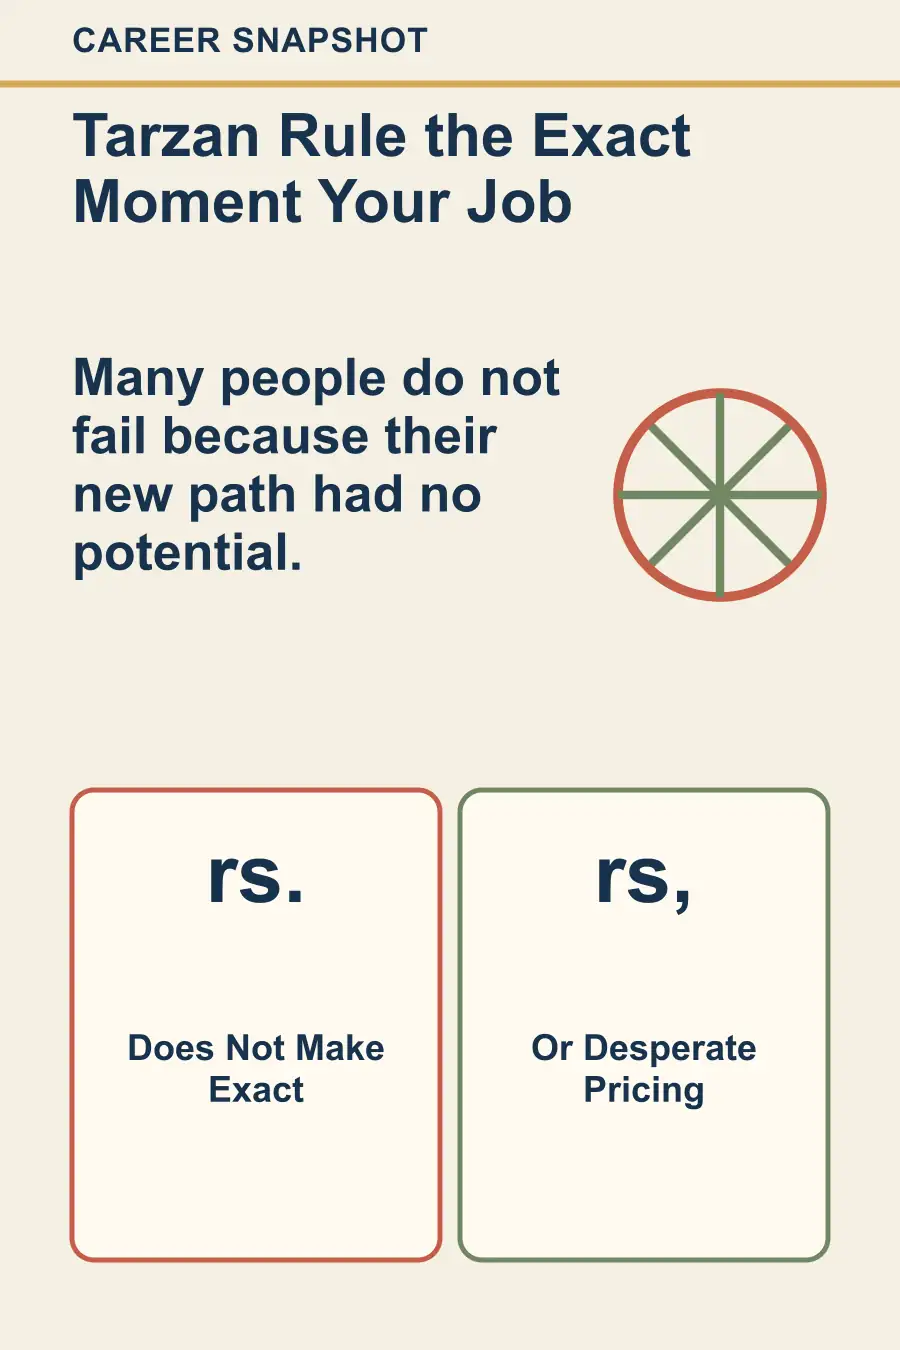 CAREER SNAPSHOT
Tarzan Rule the Exact
Moment Your Job
Many people do not
fail because their
new path had no
potential.
rs.
Does Not Make
Exact
rs,
Or Desperate
Pricing